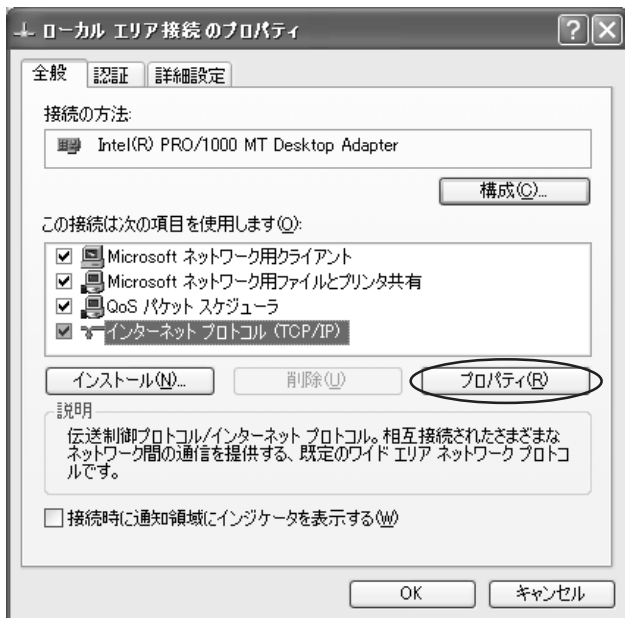 ローカル エリア接続のプロパティ
全般 認証 詳細設定
接続の方法:
Intel(R) PRO/1000 MT Desktop Adapter
構成(C)...
この接続は次の項目を使用します(O):
Microsoft ネットワーク用クライアント
Microsoft ネットワーク用ファイルとプリンタ共有
QoS パケット スケジューラ
インターネット プロトコル (TCP/IP)
インストール(N)... 削除(U) プロパティ(R)
説明
伝送制御プロトコル/インターネット プロトコル。相互接続されたさまざまな
ネットワーク間の通信を提供する、既定のワイド エリア ネットワーク プロトコ
ルです。
接続時に通知領域にインジケータを表示する(W)
OK キャンセル